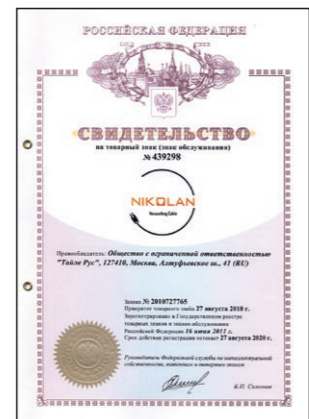 РОССИЙСКАЯ ФЕДЕРАЦИЯ
СВИДЕТЕЛЬСТВО
на товарный знак (знак обслуживания)
№ 439298
NIKOLAN
Networking Cable
Правообладатель: Общество с ограниченной ответственностью
"Тайле Рус", 127410, Москва, Алтуфьевское ш., 41 (RU)
Заявка № 2010727765
Приоритет товарного знака 27 августа 2010 г.
Зарегистрировано в Государственном реестре
товарных знаков и знаков обслуживания
Российской Федерации 16 июня 2011 г.
Срок действия регистрации истекает 27 августа 2020 г.
Руководитель Федеральной службы по интеллектуальной
собственности, патентам и товарным знакам
Б.П. Симонов